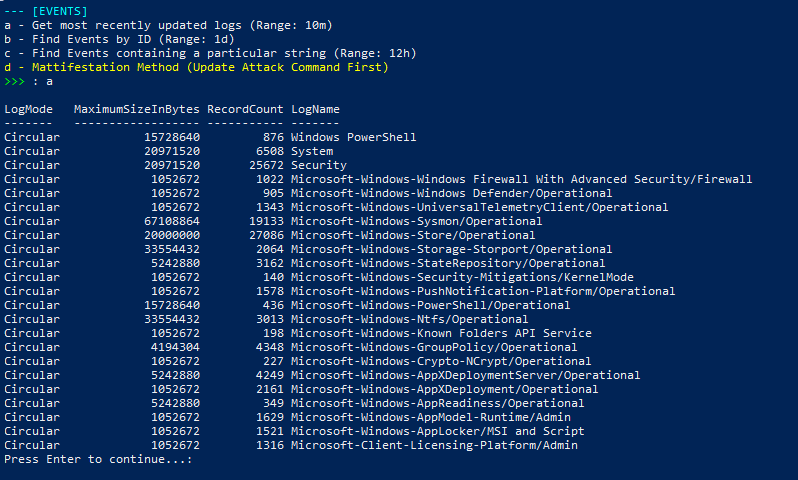 --- [EVENTS]
a - Get most recently updated logs (Range: 10m)
b - Find Events by ID (Range: 1d)
c - Find Events containing a particular string (Range: 12h)
d - Mattifestation Method (Update Attack Command First)
>>> : a
LogMode MaximumSizeInBytes RecordCount LogName
------- ------------------ ----------- -------
Circular 15728640 876 Windows PowerShell
Circular 20971520 6508 System
Circular 20971520 25672 Security
Circular 1052672 1022 Microsoft-Windows-Windows Firewall With Advanced Security/Firewall
Circular 1052672 905 Microsoft-Windows-Windows Defender/Operational
Circular 1052672 1343 Microsoft-Windows-UniversalTelemetryClient/Operational
Circular 67108864 19133 Microsoft-Windows-Sysmon/Operational
Circular 20000000 27086 Microsoft-Windows-Store/Operational
Circular 33554432 2064 Microsoft-Windows-Storage-Storport/Operational
Circular 5242880 3162 Microsoft-Windows-StateRepository/Operational
Circular 1052672 140 Microsoft-Windows-Security-Mitigations/KernelMode
Circular 1052672 1578 Microsoft-Windows-PushNotification-Platform/Operational
Circular 15728640 436 Microsoft-Windows-PowerShell/Operational
Circular 33554432 3013 Microsoft-Windows-Ntfs/Operational
Circular 1052672 198 Microsoft-Windows-Known Folders API Service
Circular 4194304 4348 Microsoft-Windows-GroupPolicy/Operational
Circular 1052672 227 Microsoft-Windows-Crypto-NCrypt/Operational
Circular 5242880 4249 Microsoft-Windows-AppXDeploymentServer/Operational
Circular 1052672 2161 Microsoft-Windows-AppXDeployment/Operational
Circular 5242880 349 Microsoft-Windows-AppReadiness/Operational
Circular 1052672 1629 Microsoft-Windows-AppModel-Runtime/Admin
Circular 1052672 1521 Microsoft-Windows-AppLocker/MSI and Script
Circular 1052672 1316 Microsoft-Client-Licensing-Platform/Admin
Press Enter to continue...: